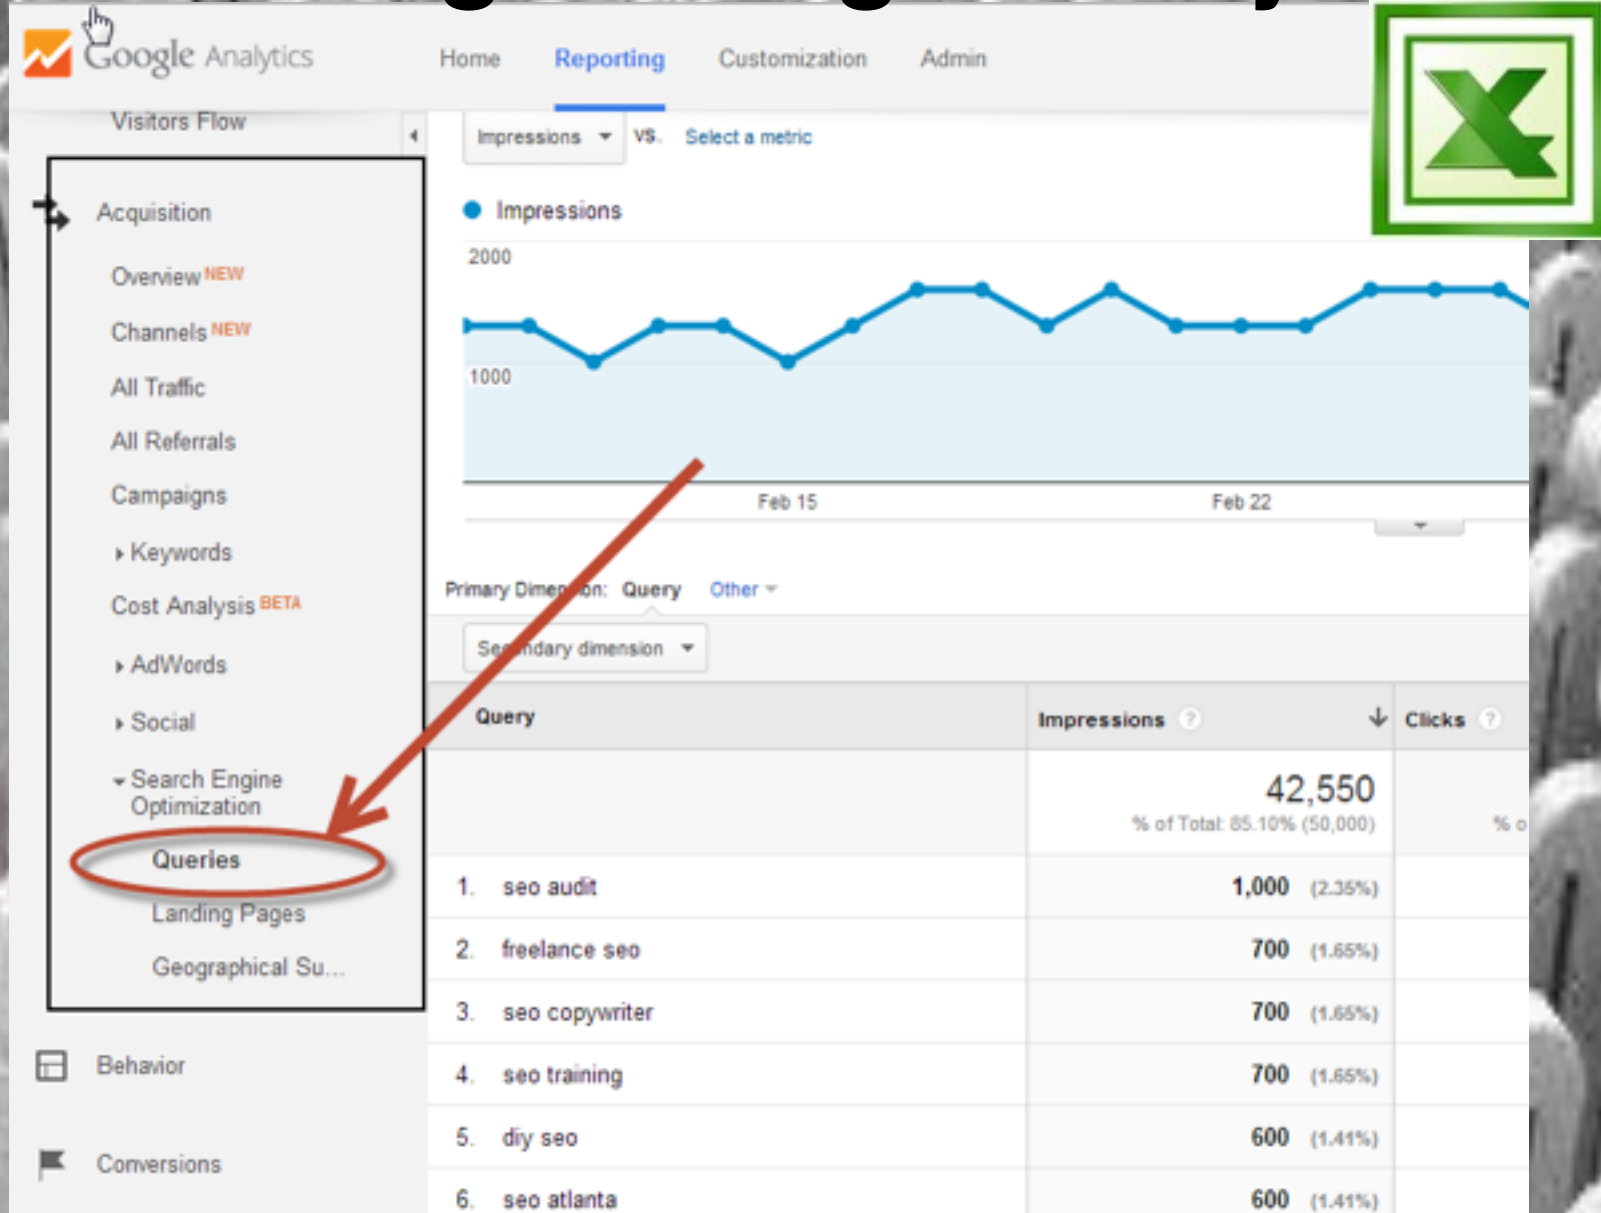 Google Analytics
Home Reporting Customization Admin
Visitors Flow
Acquisition
Overview NEW
Channels NEW
All Traffic
All Referrals
Campaigns
Keywords
Cost Analysis BETA
AdWords
Social
Search Engine
Optimization
Queries
Landing Pages
Geographical Su...
Behavior
Conversions
Impressions VS. Select a metric
Impressions
2000
1000
Feb 15 Feb 22
Primary Dimension: Query Other
Secondary dimension
Query Impressions ? Clicks ?
42,550
% of Total: 85.10% (50,000) % o
1. seo audit 1,000 (2.35%)
2. freelance seo 700 (1.65%)
3. seo copywriter 700 (1.65%)
4. seo training 700 (1.65%)
5. diy seo 600 (1.41%)
6. seo atlanta 600 (1.41%)